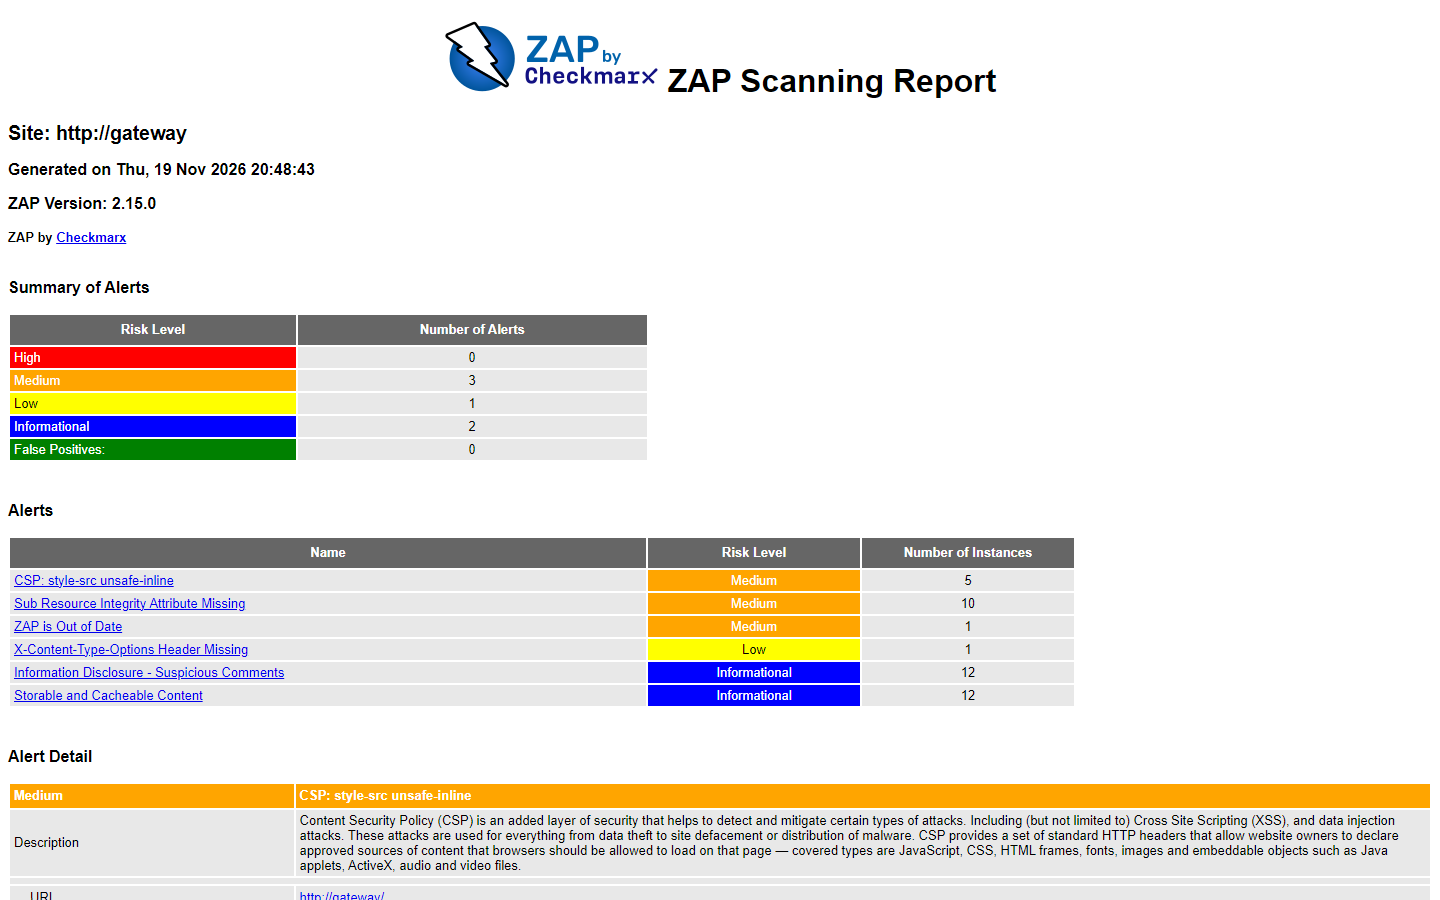 ZAP by
Checkmarx ZAP Scanning Report
Site: http://gateway
Generated on Thu, 19 Nov 2026 20:48:43
ZAP Version: 2.15.0
ZAP by Checkmarx
Summary of Alerts
Risk Level Number of Alerts
High 0
Medium 3
Low 1
Informational 2
False Positives: 0
Alerts
Name Risk Level Number of Instances
CSP: style-src unsafe-inline Medium 5
Sub Resource Integrity Attribute Missing Medium 10
ZAP is Out of Date Medium 1
X-Content-Type-Options Header Missing Low 1
Information Disclosure - Suspicious Comments Informational 12
Storable and Cacheable Content Informational 12
Alert Detail
Medium CSP: style-src unsafe-inline
Description
Content Security Policy (CSP) is an added layer of security that helps to detect and mitigate certain types of attacks. Including (but not limited to) Cross Site Scripting (XSS), and data injection
attacks. These attacks are used for everything from data theft to site defacement or distribution of malware. CSP provides a set of standard HTTP headers that allow website owners to declare
approved sources of content that browsers should be allowed to load on that page — covered types are JavaScript, CSS, HTML frames, fonts, images and embeddable objects such as Java
applets, ActiveX, audio and video files.
URL http://gateway/